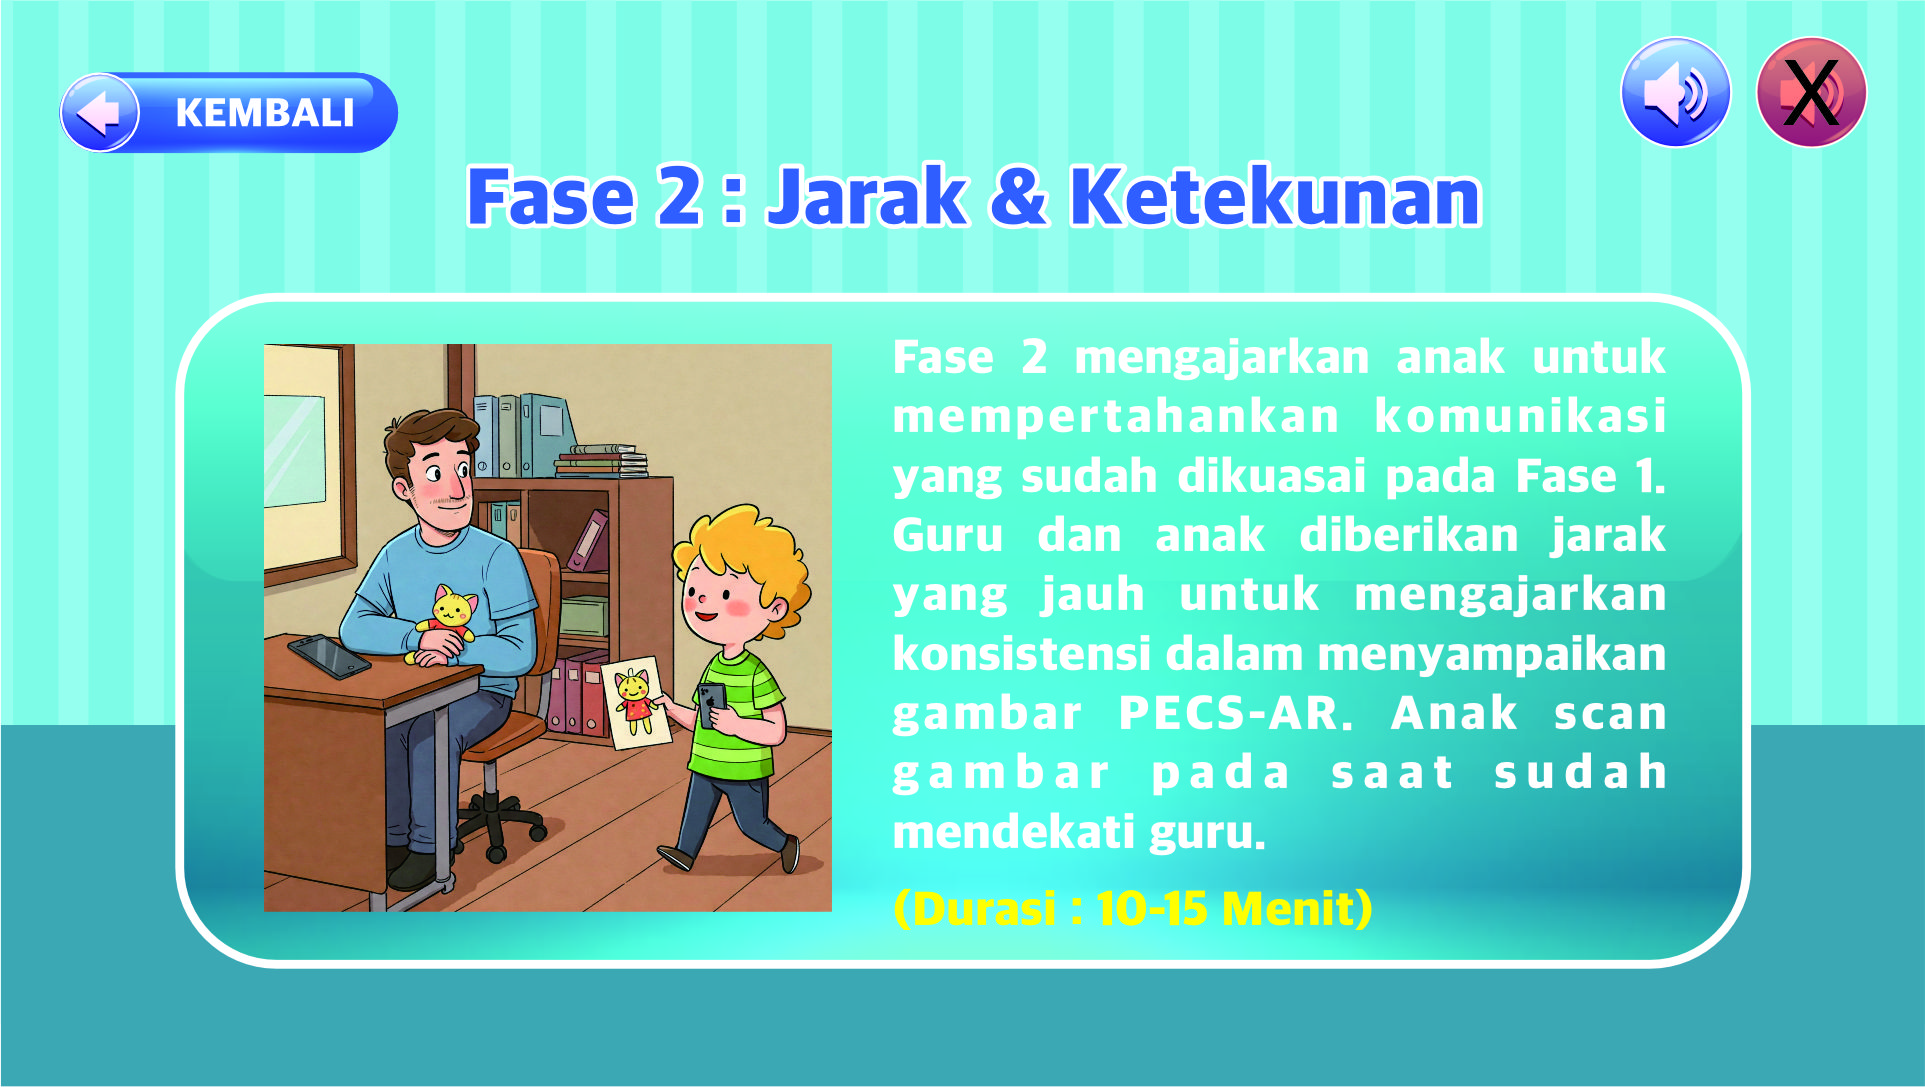 KEMBALI
X
Fase 2 : Jarak & Ketekunan
Fase 2 mengajarkan anak untuk
mempertahankan komunikasi
yang sudah dikuasai pada Fase 1.
Guru dan anak diberikan jarak
yang jauh untuk mengajarkan
konsistensi dalam menyampaikan
gambar PECS-AR. Anak scan
gambar pada saat sudah
mendekati guru.
(Durasi : 10-15 Menit)